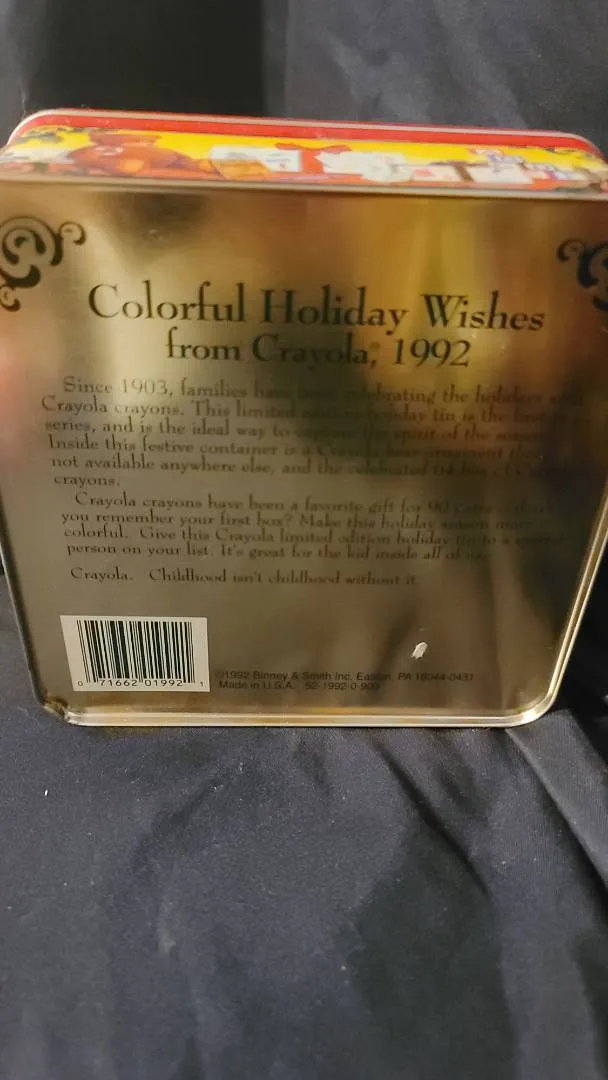 Colorful Holiday Wishes
from Crayola, 1992
Since 1903, families have been celebrating the holidays with
Crayola crayons. This limited edition holiday tin is the first
series, and is the ideal way to capture the spirit of the season.
Inside this festive container is a Crayola bear ornament
not available anywhere else, and the celebrated 64 box of
crayons.
Crayola crayons have been a favorite gift for 90
you remember your first box? Make this holiday season more
colorful. Give this Crayola limited edition holiday tin to a special
person on your list. It's great for the kid inside all of us.
Crayola. Childhood isn't childhood without it.
0 71662 01992 1
©1992 Binney & Smith Inc. Easton, PA 18044-0431
Made in U.S.A. 52-1992-0-900